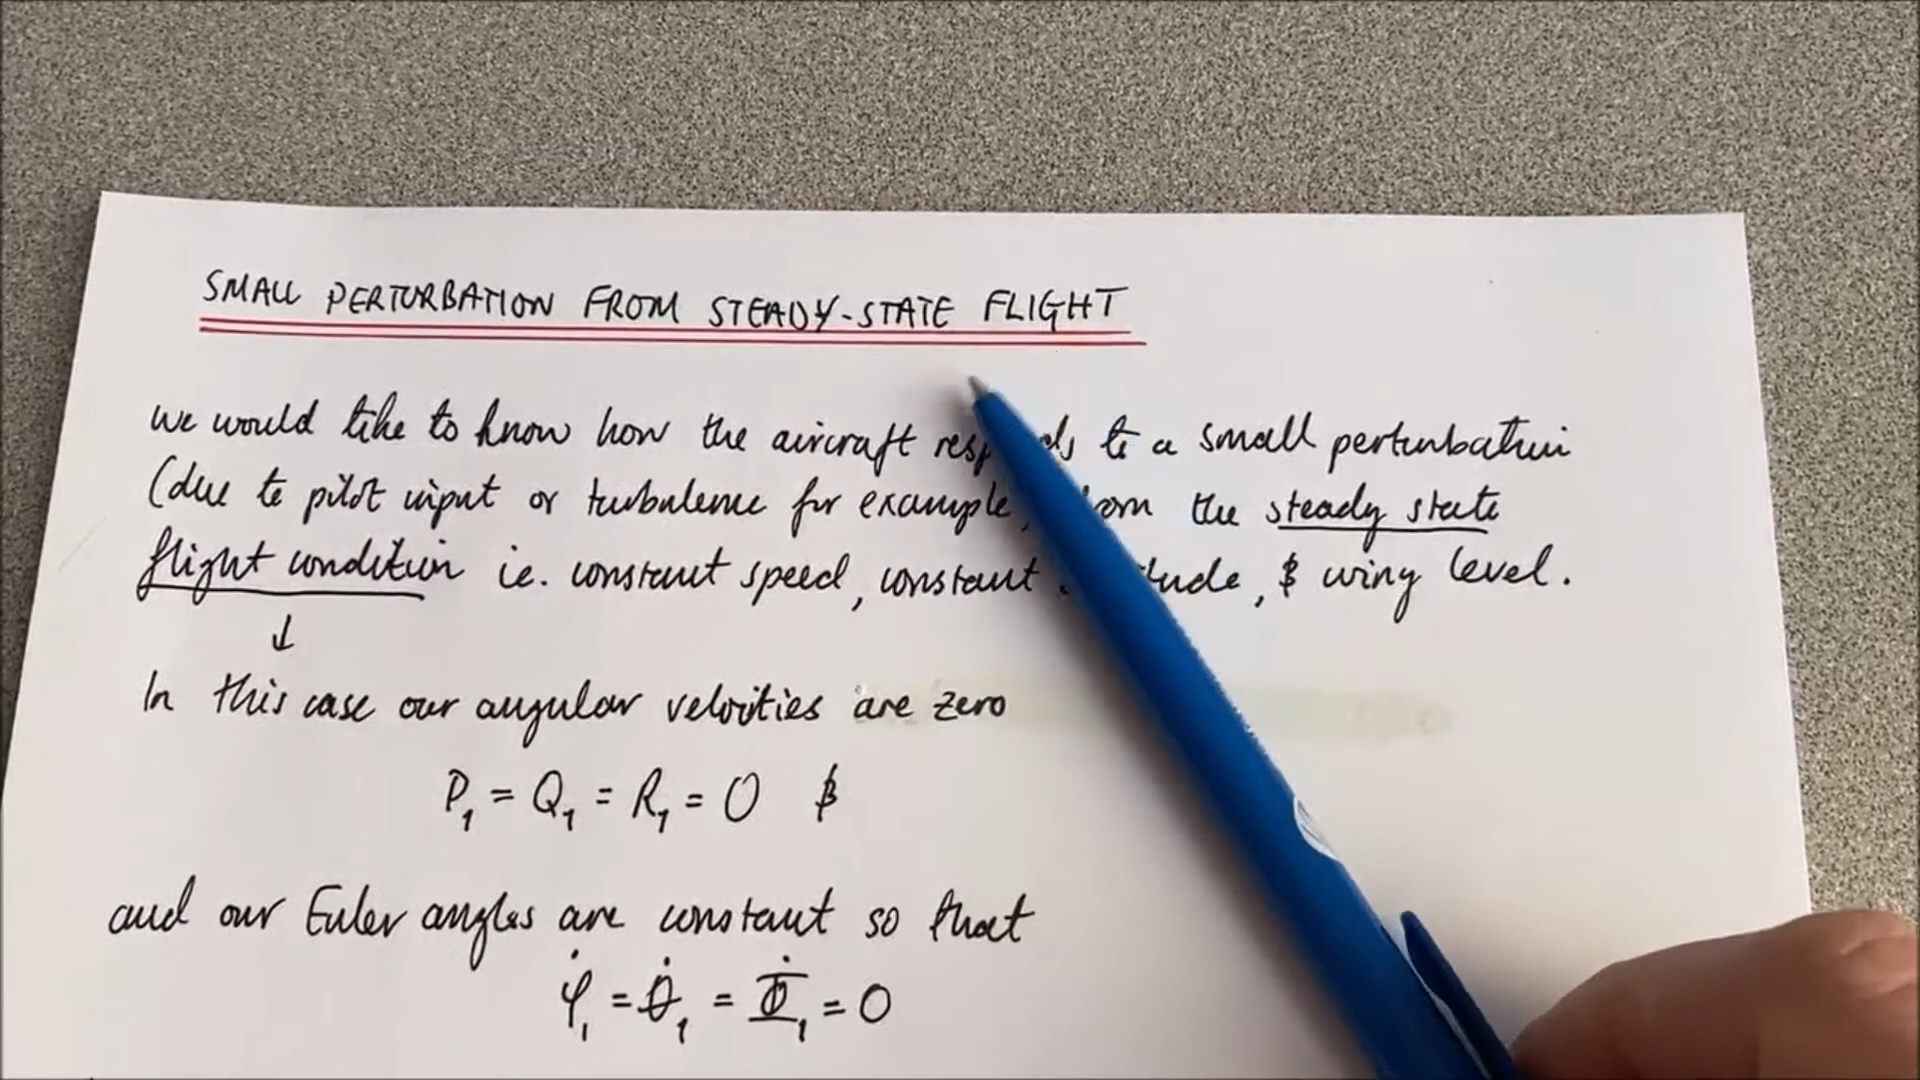 SMALL PERTURBATION FROM STEADY-STATE FLIGHT
We would like to know how the aircraft to a small perturbation
(due to pilot input or turbulence for example, the steady state
flight condition ie. constant speed, constant , & wing level.
↓
In this case our angular velocities are zero
P₁ = Q₁ = R₁ = 0 &
and our Euler angles are constant so that
ψ̇₁ = θ̇₁ = Φ̇₁ = 0